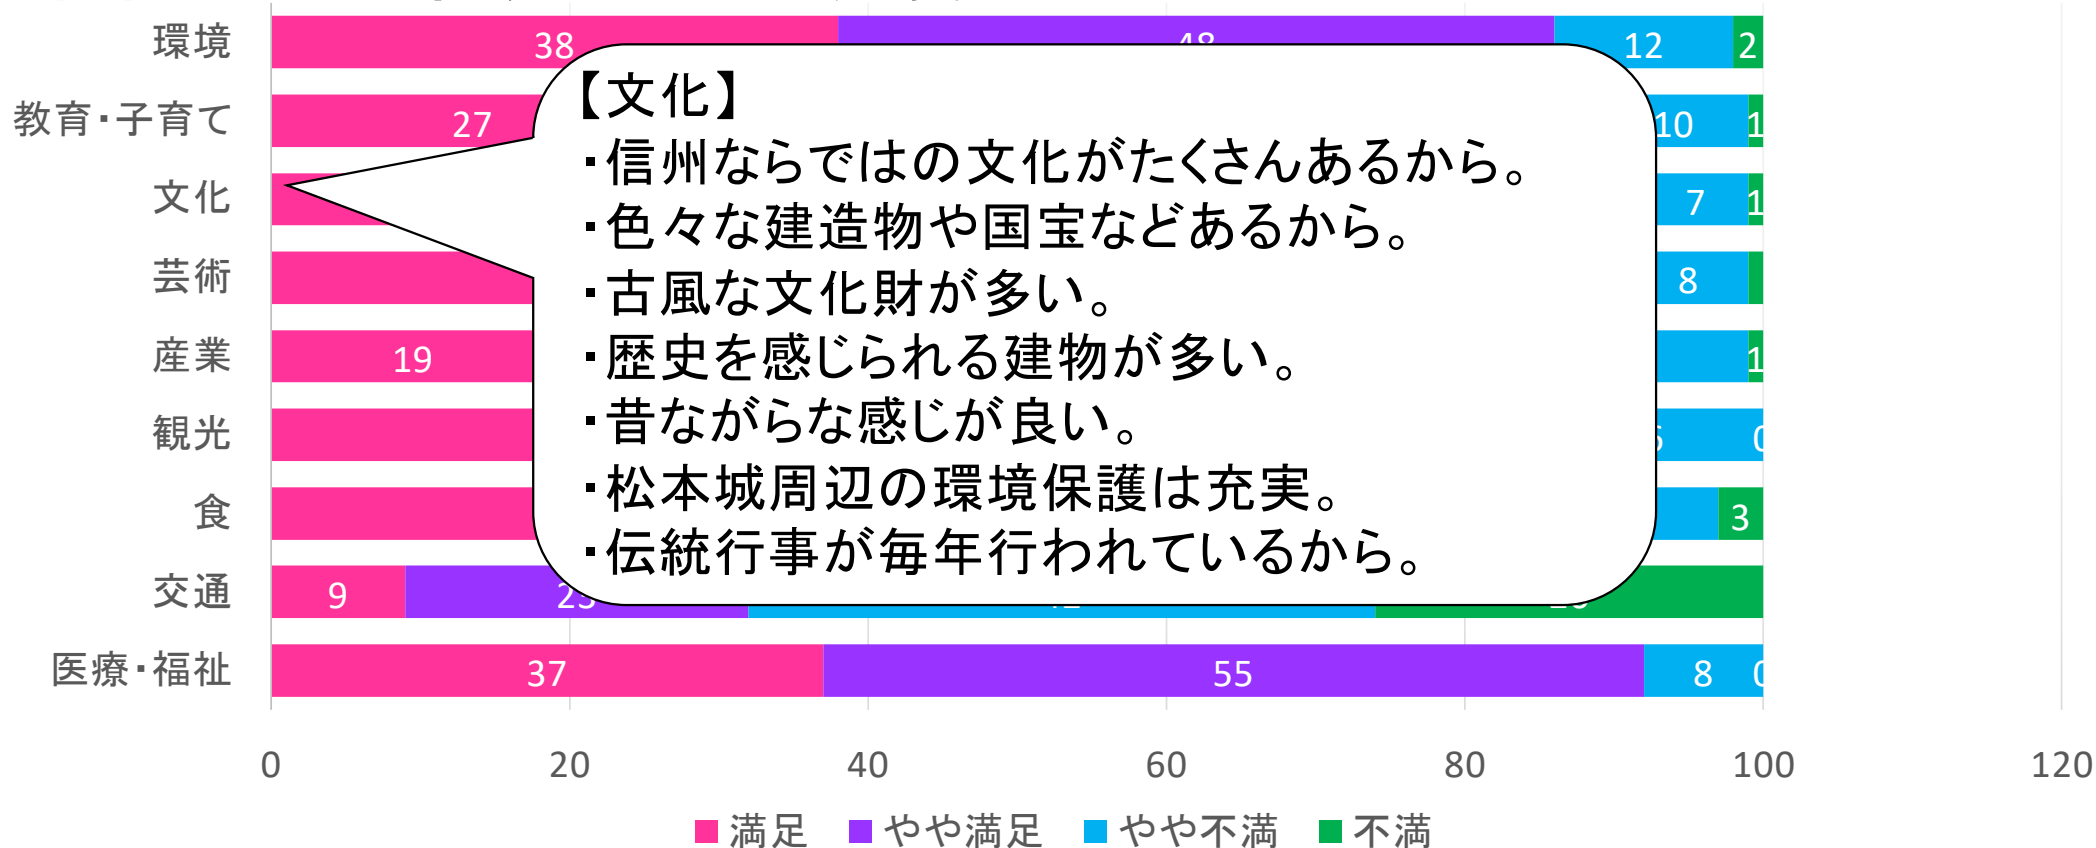 環境 38 48 12 2
【文化】
教育・子育て 27 10 1
・信州ならではの文化がたくさんあるから。
文化 7 1
・色々な建造物や国宝などあるから。
芸術 8
・古風な文化財が多い。
産業 19 1
・歴史を感じられる建物が多い。
観光 0
・昔ながらな感じが良い。
食 3
・松本城周辺の環境保護は充実。
・伝統行事が毎年行われているから。
交通 9 23
医療・福祉 37 55 8 0
0 20 40 60 80 100 120
満足 やや満足 やや不満 不満